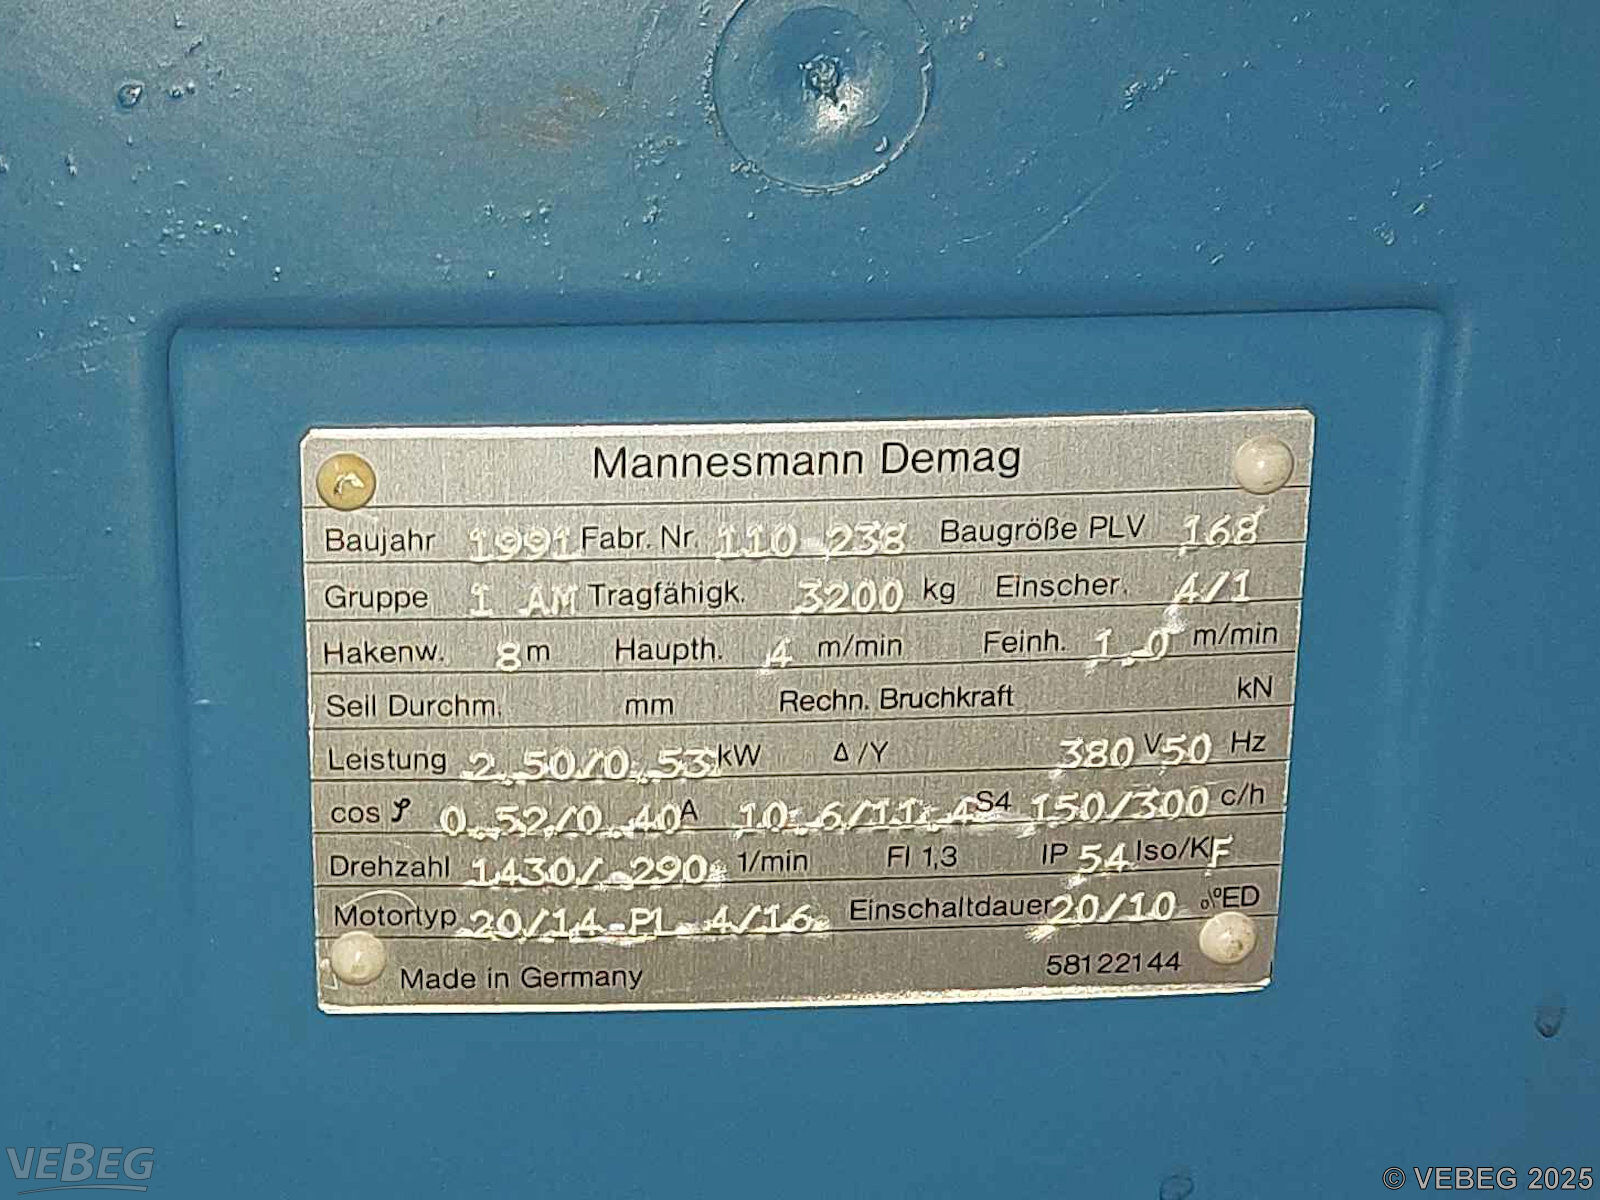 Mannesmann Demag
Baujahr 1991 Fabr. Nr. 110 238 Baugröße PLV 168
Gruppe 1 AM Tragfähigk. 3200 kg Einscher. 4/1
Hakenw. 8 m Haupth. 4 m/min Feinh. 1.0 m/min
Seil Durchm. mm Rechn. Bruchkraft kN
Leistung 2.50/0.53 kW Δ/Y 380 V 50 Hz
cos φ 0.52/0.40 A 10.6/11.4 S4 150/300 c/h
Drehzahl 1430/ 290 1/min FI 1,3 IP 54 Iso/Kl F
Motortyp 20/14-PL 4/16 Einschaltdauer 20/10 %ED
Made in Germany 58122144
VEBEG © VEBEG 2025